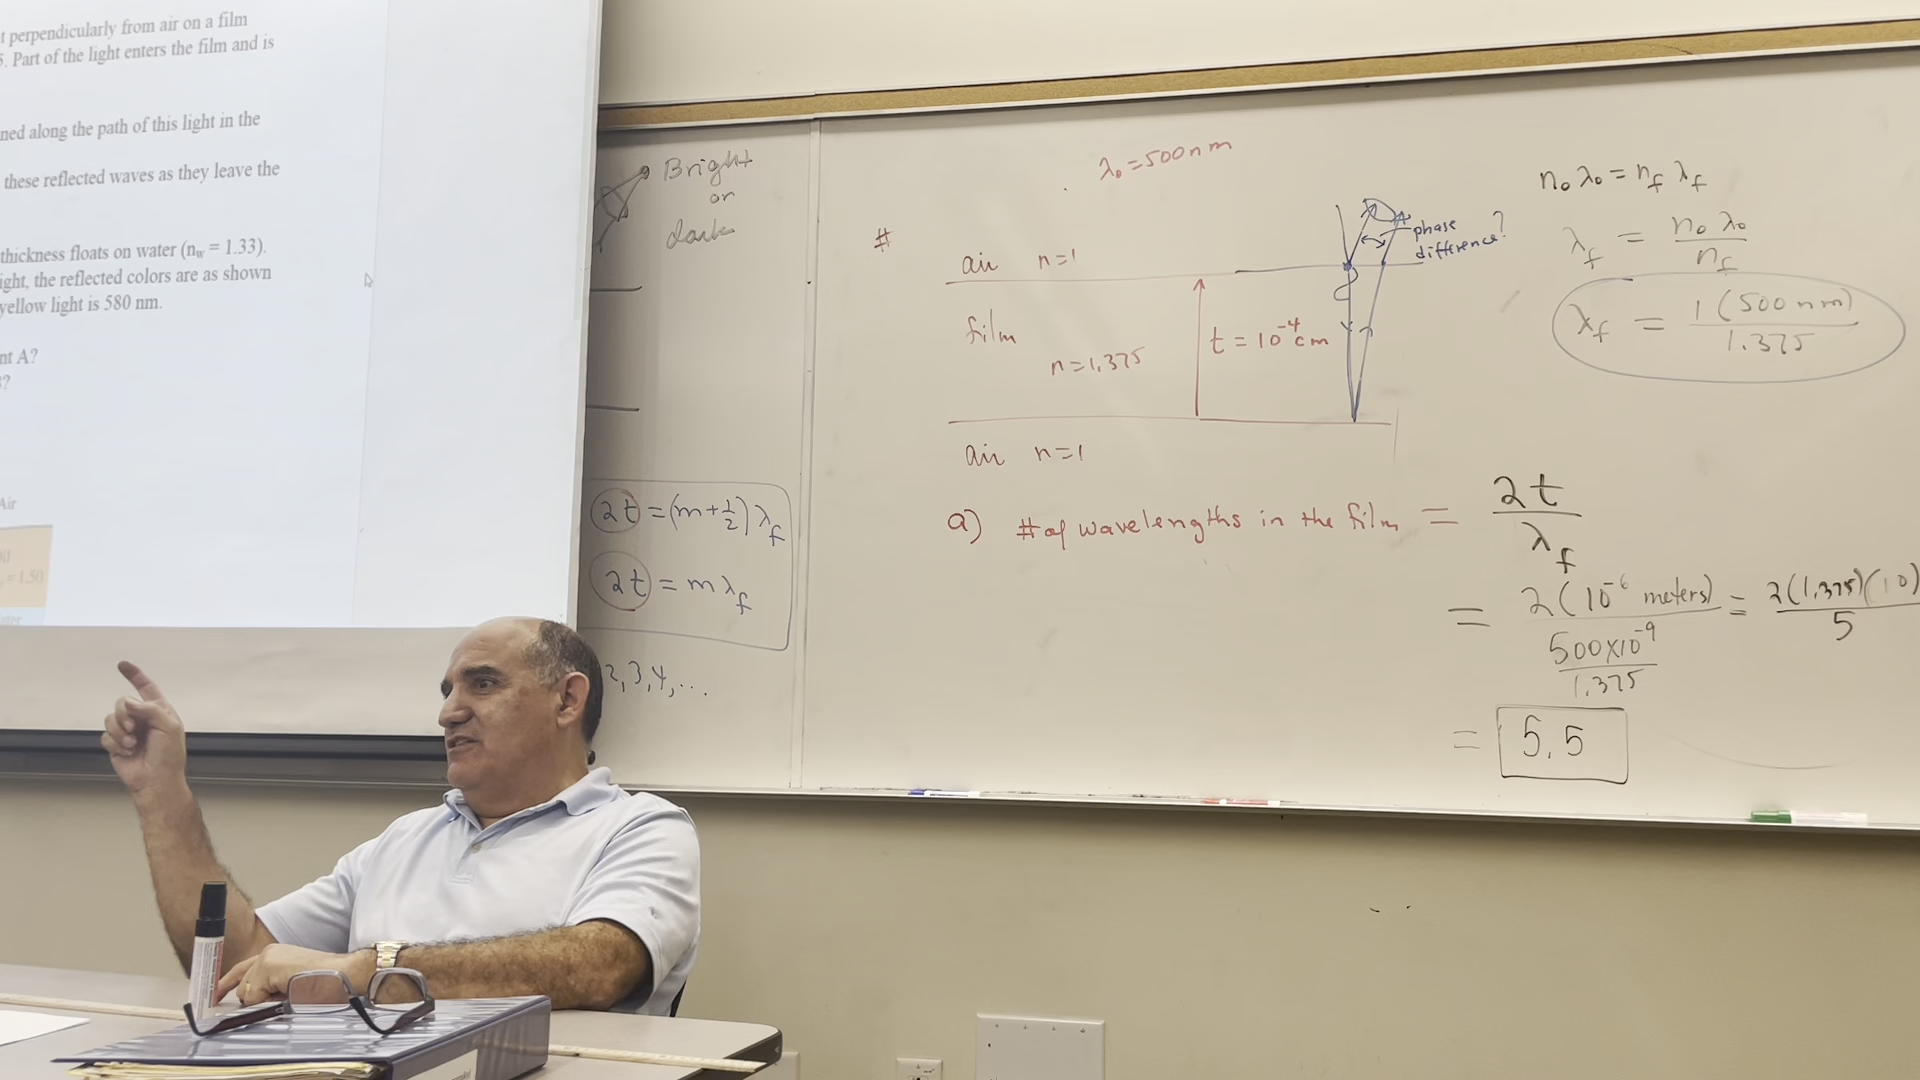 perpendicularly from air on a film
Part of the light enters the film and is
ned along the path of this light in the
these reflected waves as they leave the
thickness floats on water (nw = 1.33).
ight, the reflected colors are as shown
yellow light is 580 nm.
nt A?
?
Air
= 1.50
Bright
or
dark
2t = (m+1/2) λf
2t = m λf
2, 3, 4, ...
λ₀ = 500 nm
#
air n=1
film
n=1.375
t = 10⁻⁴ cm
air n=1
phase
difference?
n₀ λ₀ = nf λf
λf = n₀ λ₀ / nf
λf = 1 (500 nm) / 1.375
a) # of wavelengths in the film = 2t / λf
= 2(10⁻⁶ meters) / (500×10⁻⁹ / 1.375) = 2(1.375)(10) / 5
= 5.5